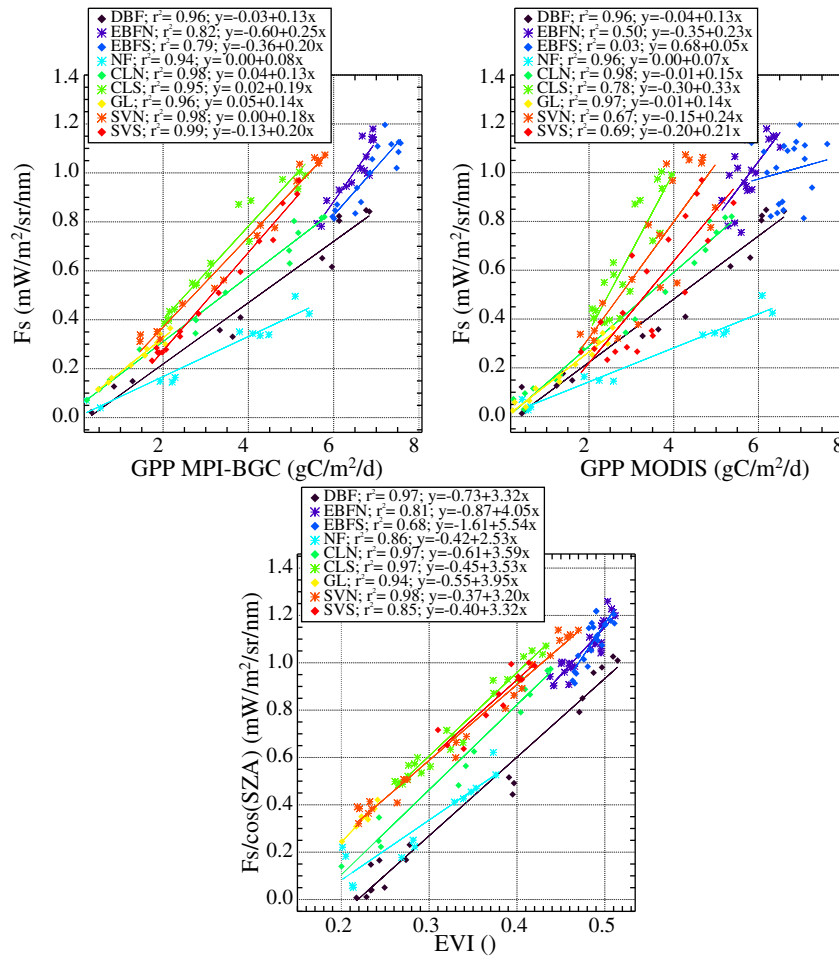 DBF; r²= 0.96; y=-0.03+0.13x
EBFN; r²= 0.82; y=-0.60+0.25x
EBFS; r²= 0.79; y=-0.36+0.20x
NF; r²= 0.94; y= 0.00+0.08x
CLN; r²= 0.98; y= 0.04+0.13x
CLS; r²= 0.95; y= 0.02+0.19x
GL; r²= 0.96; y= 0.05+0.14x
SVN; r²= 0.98; y= 0.00+0.18x
SVS; r²= 0.99; y=-0.13+0.20x
1.4
1.2
1.0
0.8
0.6
0.4
0.2
0.0
Fs (mW/m²/sr/nm)
2 4 6 8
GPP MPI-BGC (gC/m²/d)
DBF; r²= 0.96; y=-0.04+0.13x
EBFN; r²= 0.50; y=-0.35+0.23x
EBFS; r²= 0.03; y= 0.68+0.05x
NF; r²= 0.96; y= 0.00+0.07x
CLN; r²= 0.98; y=-0.01+0.15x
CLS; r²= 0.78; y=-0.30+0.33x
GL; r²= 0.97; y=-0.01+0.14x
SVN; r²= 0.67; y=-0.15+0.24x
SVS; r²= 0.69; y=-0.20+0.21x
1.4
1.2
1.0
0.8
0.6
0.4
0.2
0.0
Fs (mW/m²/sr/nm)
2 4 6 8
GPP MODIS (gC/m²/d)
DBF; r²= 0.97; y=-0.73+3.32x
EBFN; r²= 0.81; y=-0.87+4.05x
EBFS; r²= 0.68; y=-1.61+5.54x
NF; r²= 0.86; y=-0.42+2.53x
CLN; r²= 0.97; y=-0.61+3.59x
CLS; r²= 0.97; y=-0.45+3.53x
GL; r²= 0.94; y=-0.55+3.95x
SVN; r²= 0.98; y=-0.37+3.20x
SVS; r²= 0.85; y=-0.40+3.32x
1.4
1.2
1.0
0.8
0.6
0.4
0.2
0.0
Fs/cos(SZA) (mW/m²/sr/nm)
0.2 0.3 0.4 0.5
EVI ()